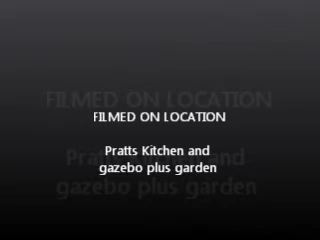 FILMED ON LOCATION
Pratts Kitchen and
gazebo plus garden